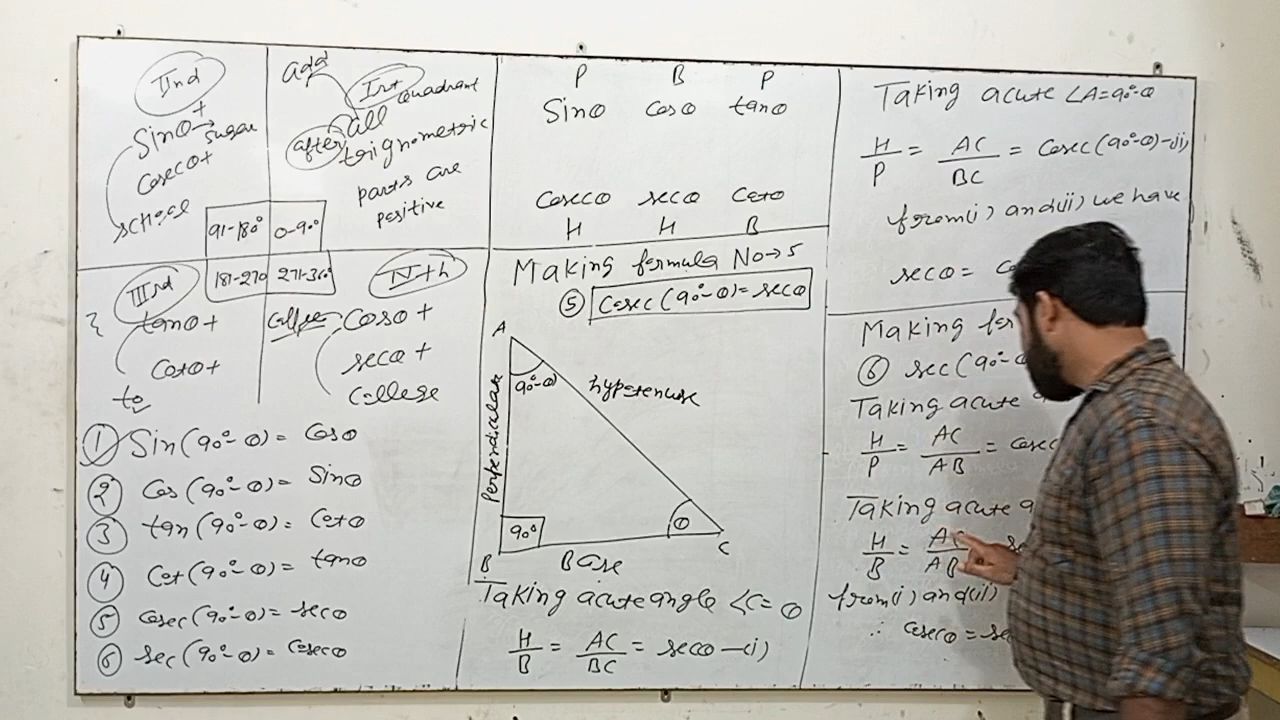 IInd
Sinθ+
→Sugar
Cosecθ+
SCHOOL
91-180°
add
Irst quadrant
after all
trignometric
parts are
positive
0-90°
IIIrd
181-270
tanθ+
Cotθ+
to
271-360°
IVth
College Cosθ+
secθ+
College
① Sin(90°-θ)= Cosθ
② Cos(90°-θ)= Sinθ
③ tan(90°-θ)= Cotθ
④ Cot(90°-θ)= tanθ
⑤ cosec(90°-θ)= secθ
⑥ sec(90°-θ)= cosecθ
P B P
Sinθ Cosθ tanθ
Cosecθ secθ Cotθ
H H B
Making formula No→5
⑤ Cosec(90°-θ)=secθ
A
90°-θ
hypotenuse
Perpendiculare
90°
θ
B Base C
Taking acute angle ∠C= θ
H/B = AC/BC = secθ —(i)
Taking acute ∠A=90°-θ
H/P = AC/BC = Cosec(90°-θ)-(ii)
from(i) and(ii) we have
secθ = Co
Making for
⑥ sec(90°-θ
Taking acute a
H/P = AC/AB = cosec
Taking acute a
H/B = AC/AB se
from(i) and(ii)
∴ cosecθ = se